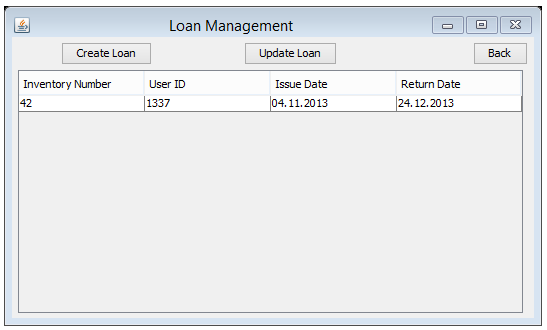 Loan Management
Create Loan Update Loan Back
Inventory Number User ID Issue Date Return Date
42 1337 04.11.2013 24.12.2013